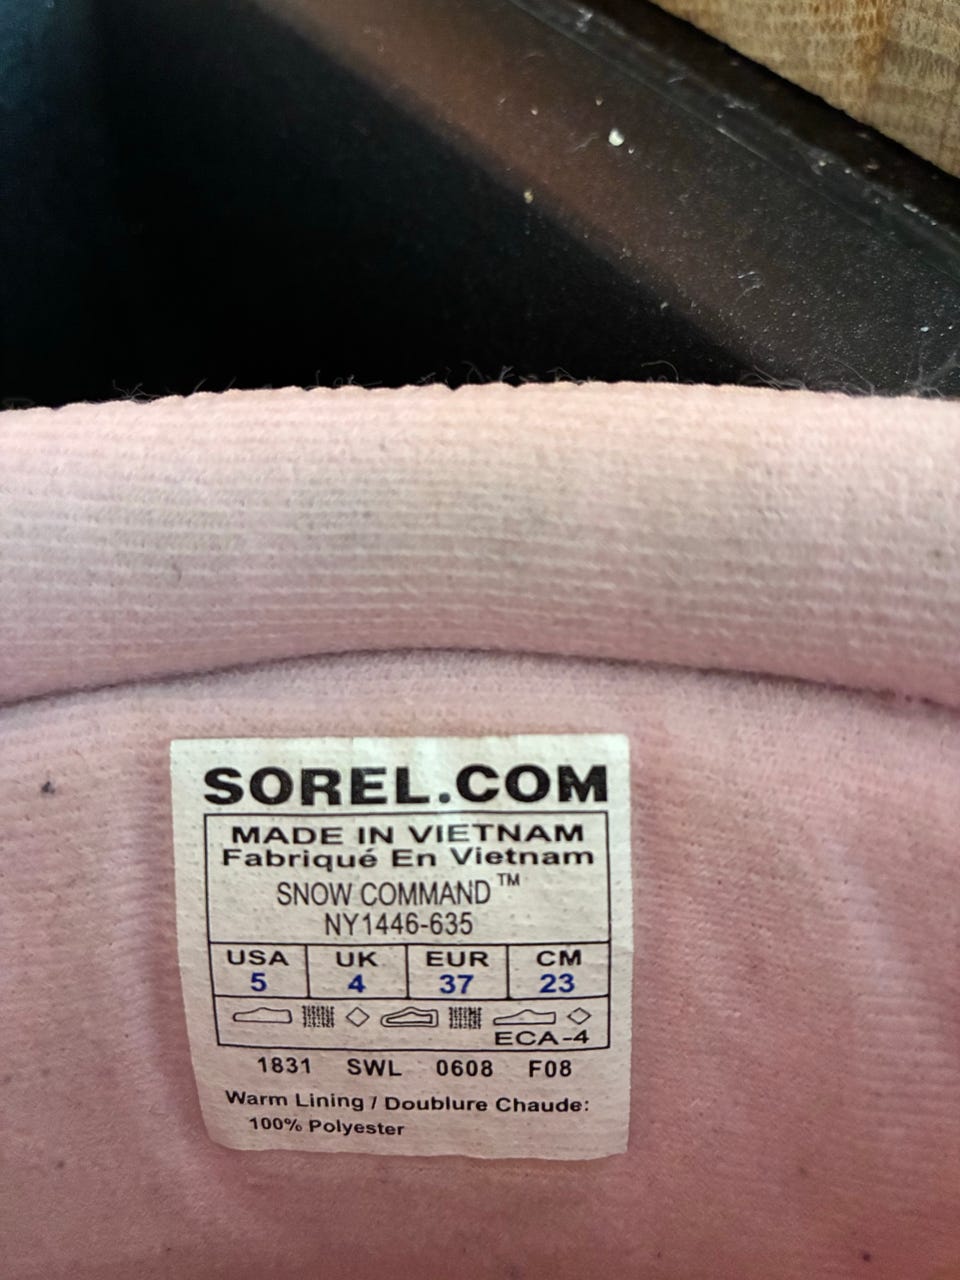 SOREL.COM
MADE IN VIETNAM
Fabriqué En Vietnam
SNOW COMMAND™
NY1446-635
USA UK EUR CM
5 4 37 23
ECA-4
1831 SWL 0608 F08
Warm Lining / Doublure Chaude:
100% Polyester